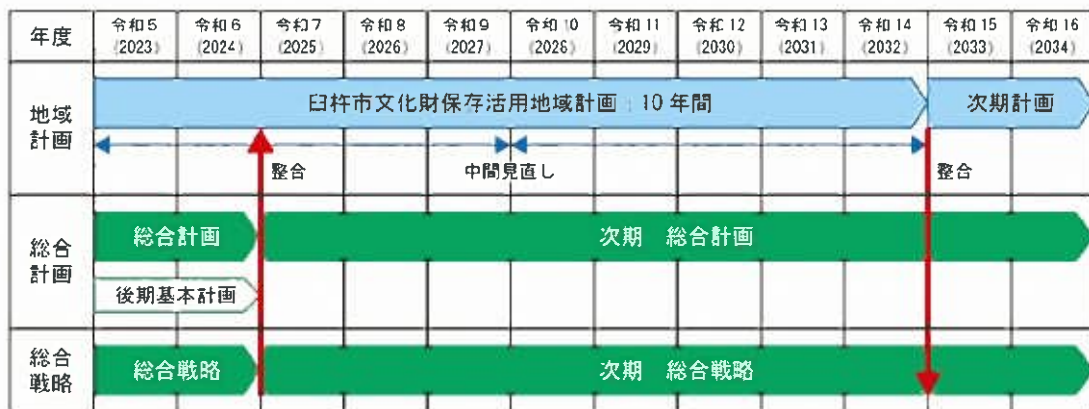 年度
令和5 令和6 令和7 令和8 令和9 令和10 令和11 令和12 令和13 令和14 令和15 令和16
(2023) (2024) (2025) (2026) (2027) (2028) (2029) (2030) (2031) (2032) (2033) (2034)
地域
計画
臼杵市文化財保存活用地域計画:10年間 次期計画
整合 中間見直し 整合
総合
計画
総合計画 次期 総合計画
後期基本計画
総合
戦略
総合戦略 次期 総合戦略